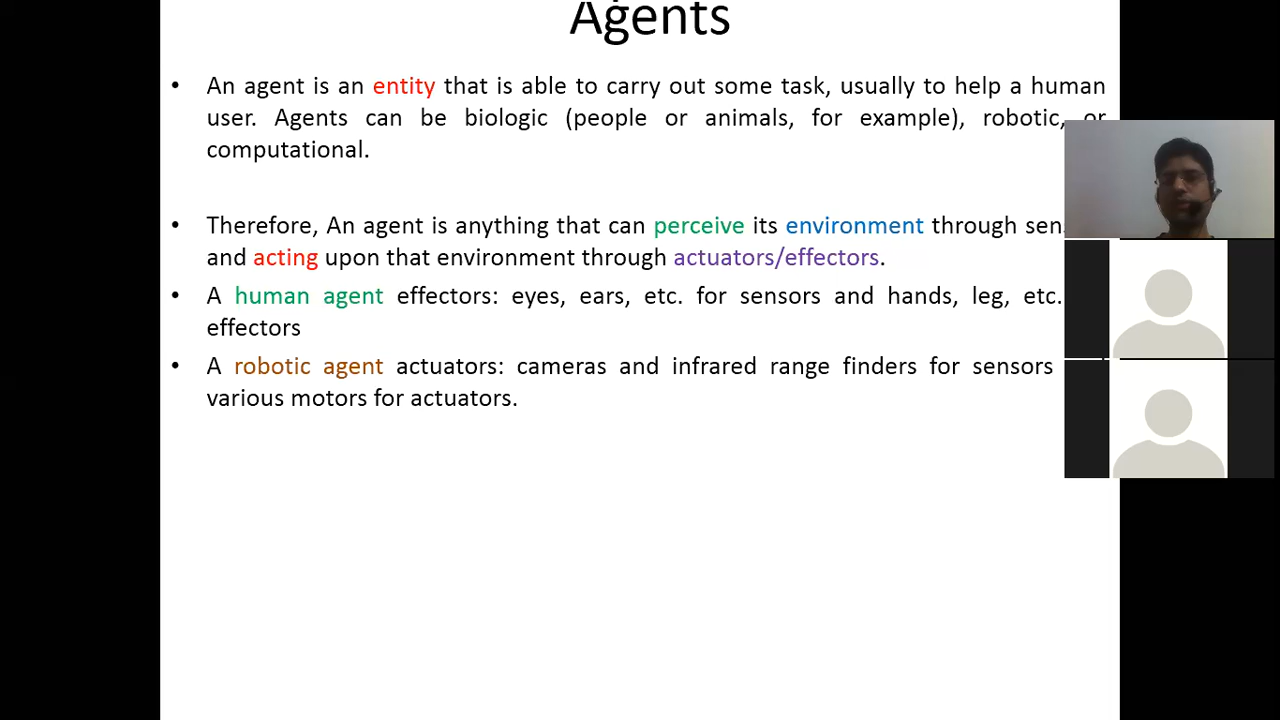 Agents
• An agent is an entity that is able to carry out some task, usually to help a human
user. Agents can be biologic (people or animals, for example), robotic, or
computational.
• Therefore, An agent is anything that can perceive its environment through sen
and acting upon that environment through actuators/effectors.
• A human agent effectors: eyes, ears, etc. for sensors and hands, leg, etc.
effectors
• A robotic agent actuators: cameras and infrared range finders for sensors
various motors for actuators.